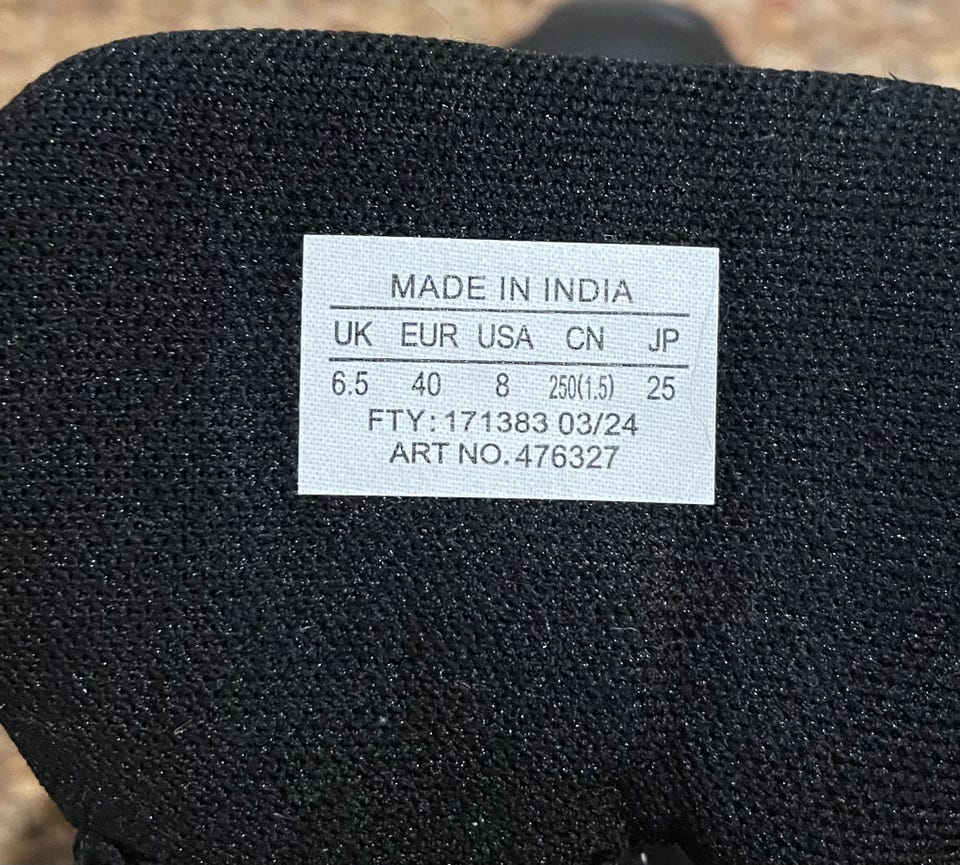 MADE IN INDIA
UK EUR USA CN JP
6.5 40 8 250(1.5) 25
FTY: 171383 03/24
ART NO. 476327